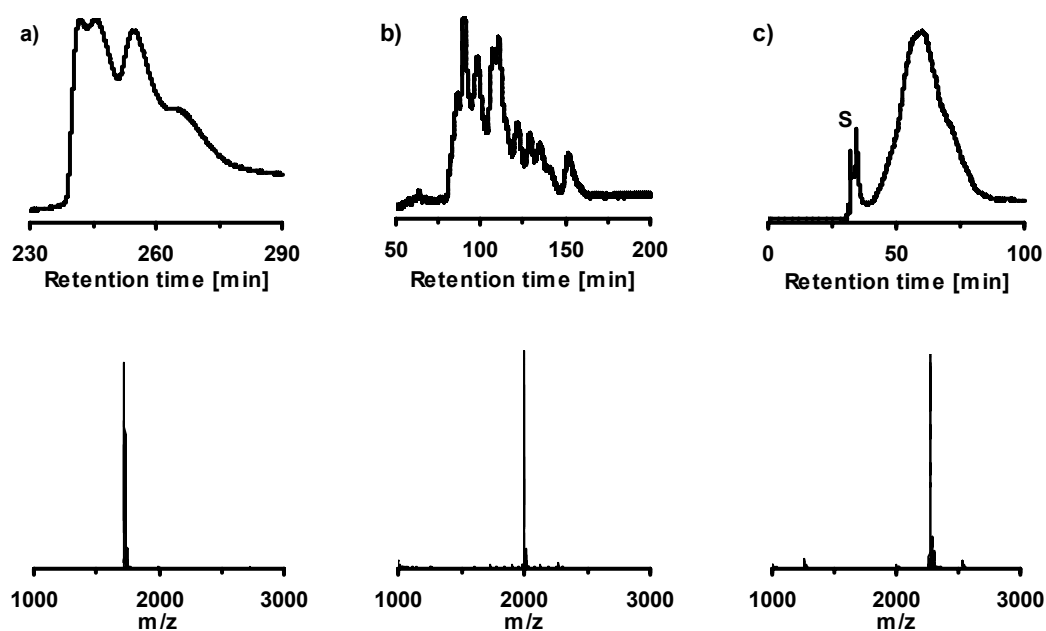 a)
230 260 290
Retention time [min]
b)
50 100 150 200
Retention time [min]
c)
S
0 50 100
Retention time [min]
1000 2000 3000
m/z
1000 2000 3000
m/z
1000 2000 3000
m/z